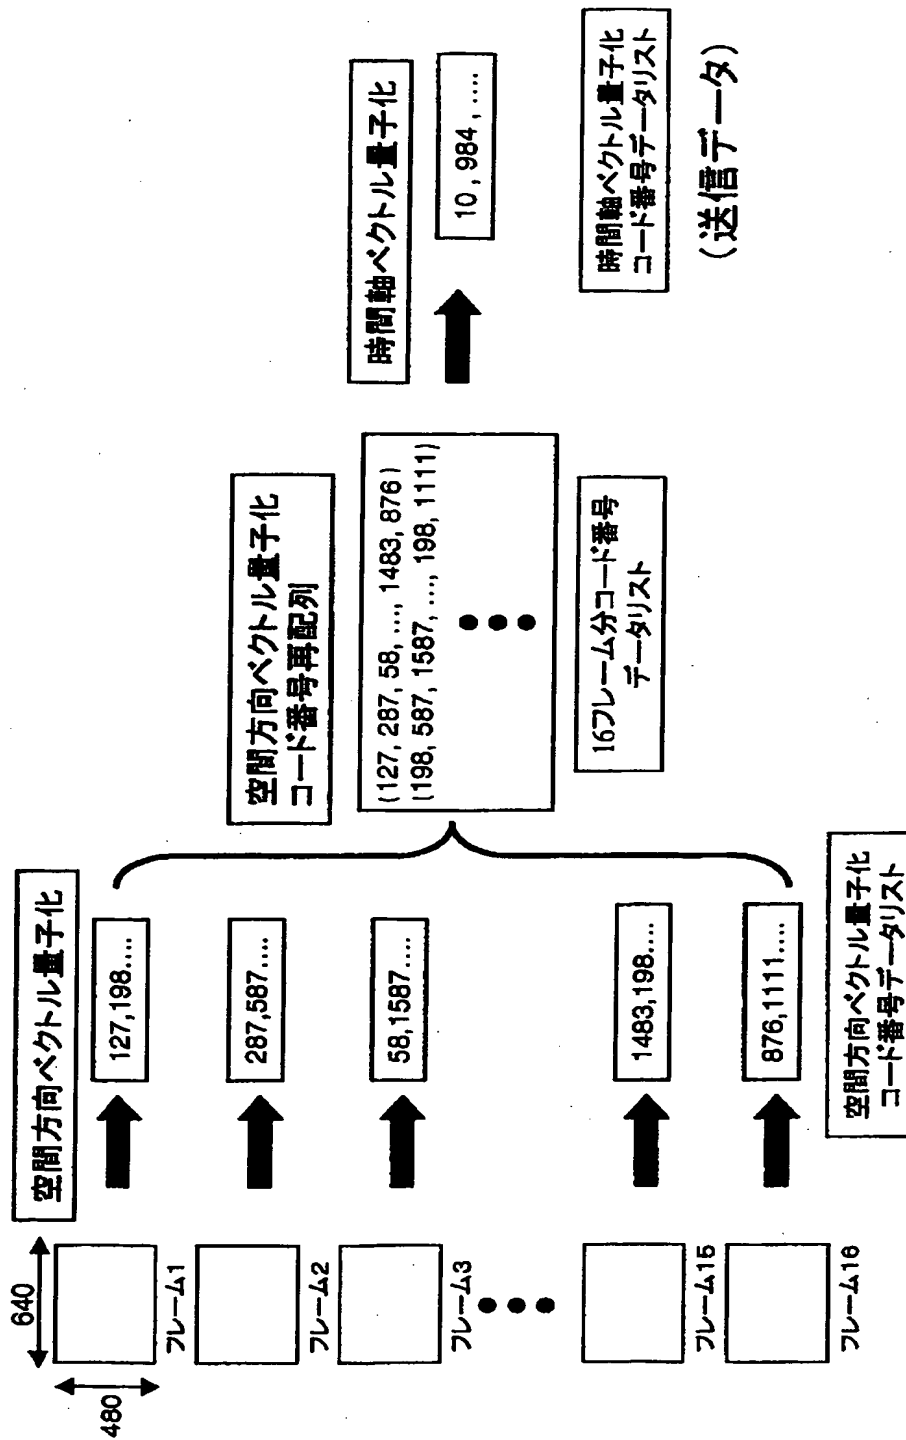 640
480
フレーム1
フレーム2
フレーム3
フレーム15
フレーム16
空間方向ベクトル量子化
127,198....
287,587....
58,1587....
1483,198....
876,1111....
空間方向ベクトル量子化
コード番号データリスト
空間方向ベクトル量子化
コード番号再配列
(127, 287, 58, ..., 1483, 876)
(198, 587, 1587, ..., 198, 1111)
16フレーム分コード番号
データリスト
時間軸ベクトル量子化
10, 984, ....
時間軸ベクトル量子化
コード番号データリスト
(送信データ)